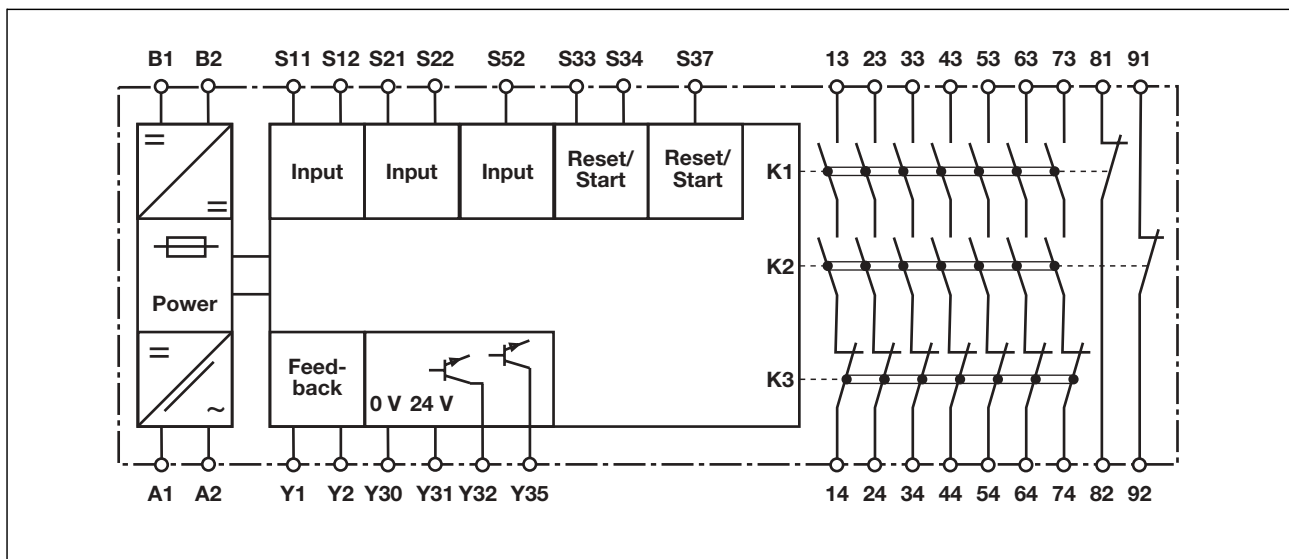 B1 B2 S11 S12 S21 S22 S52 S33 S34 S37 13 23 33 43 53 63 73 81 91
Input Input Input Reset/ Reset/
Start Start
K1
K2
Power
Feed-
back
K3
0 V 24 V
A1 A2 Y1 Y2 Y30 Y31 Y32 Y35 14 24 34 44 54 64 74 82 92